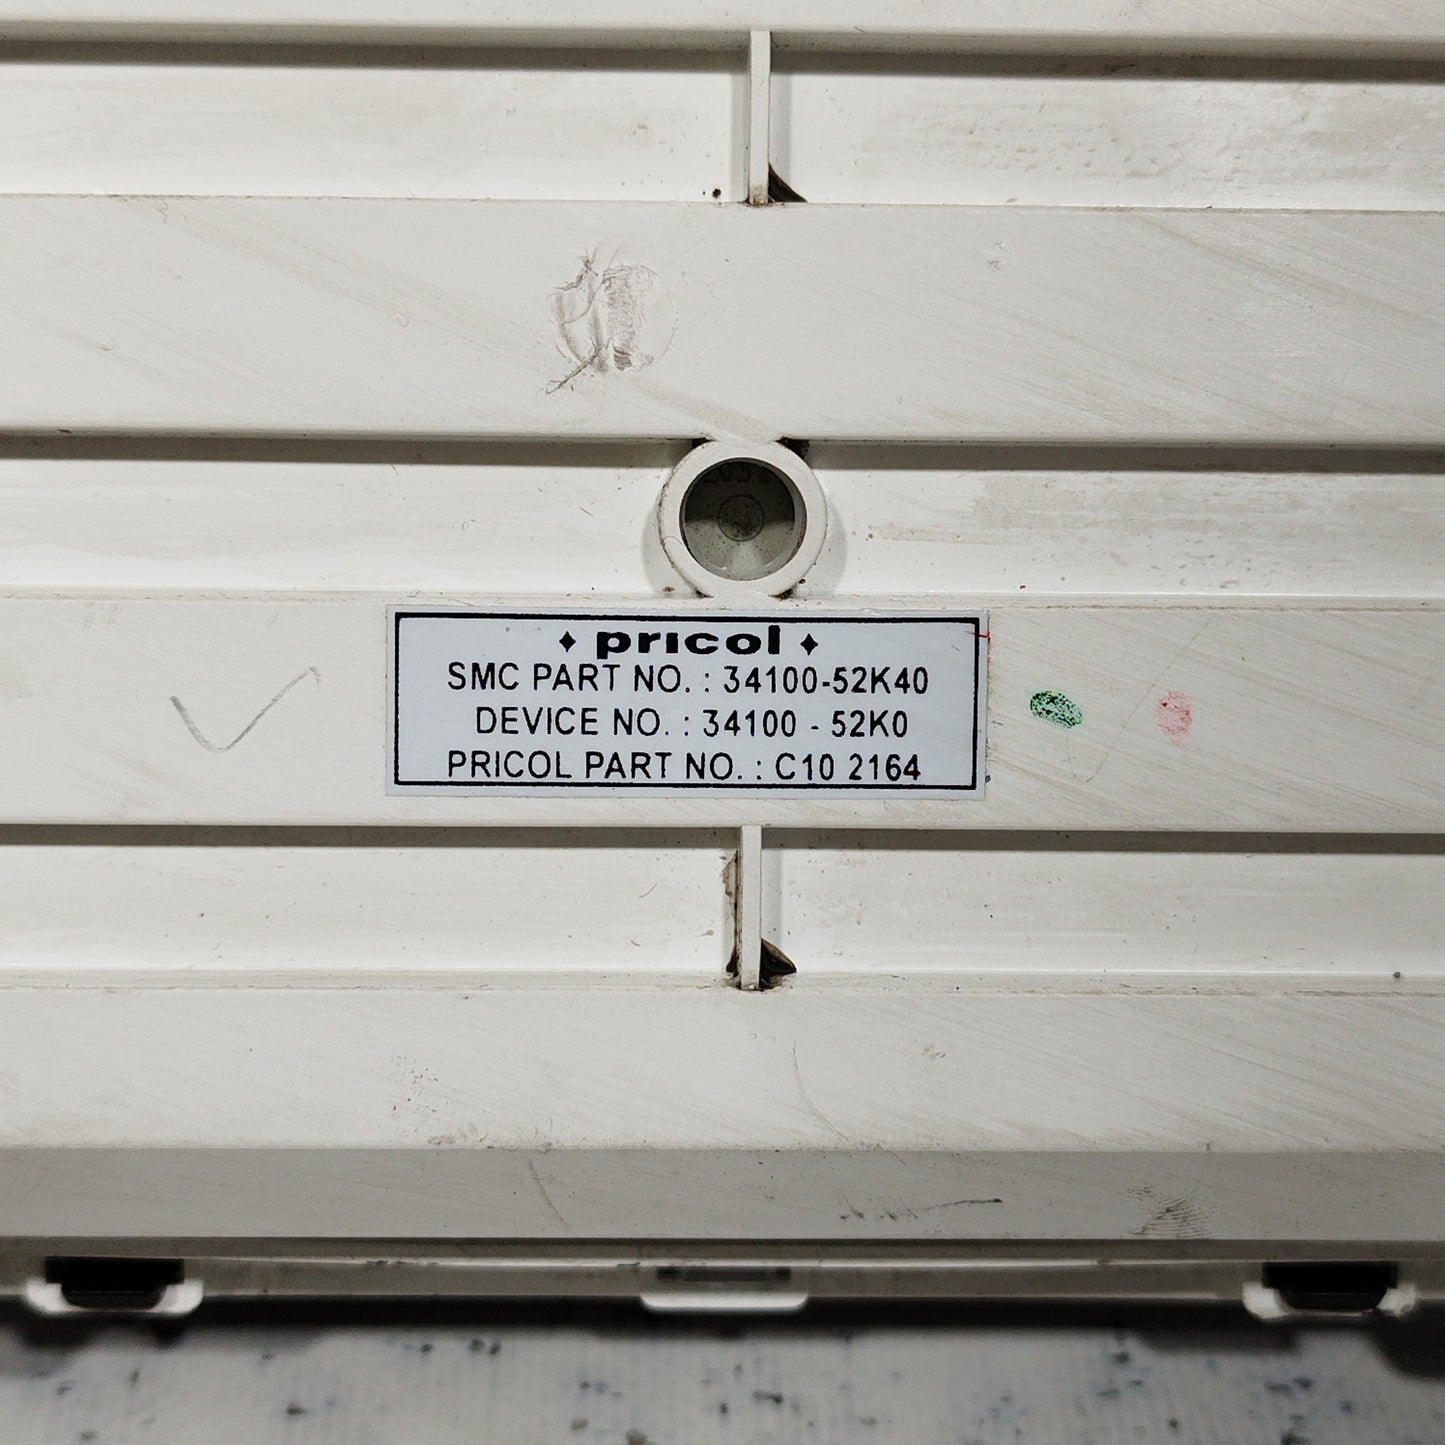 pricol
SMC PART NO. : 34100-52K40
DEVICE NO. : 34100 - 52K0
PRICOL PART NO. : C10 2164